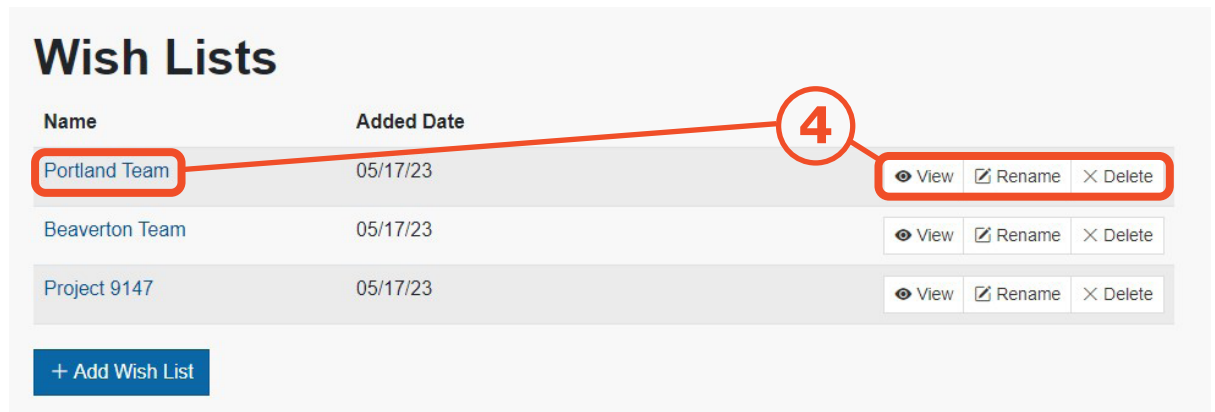 Wish Lists
Name Added Date
4
Portland Team 05/17/23 View Rename Delete
Beaverton Team 05/17/23 View Rename Delete
Project 9147 05/17/23 View Rename Delete
+ Add Wish List